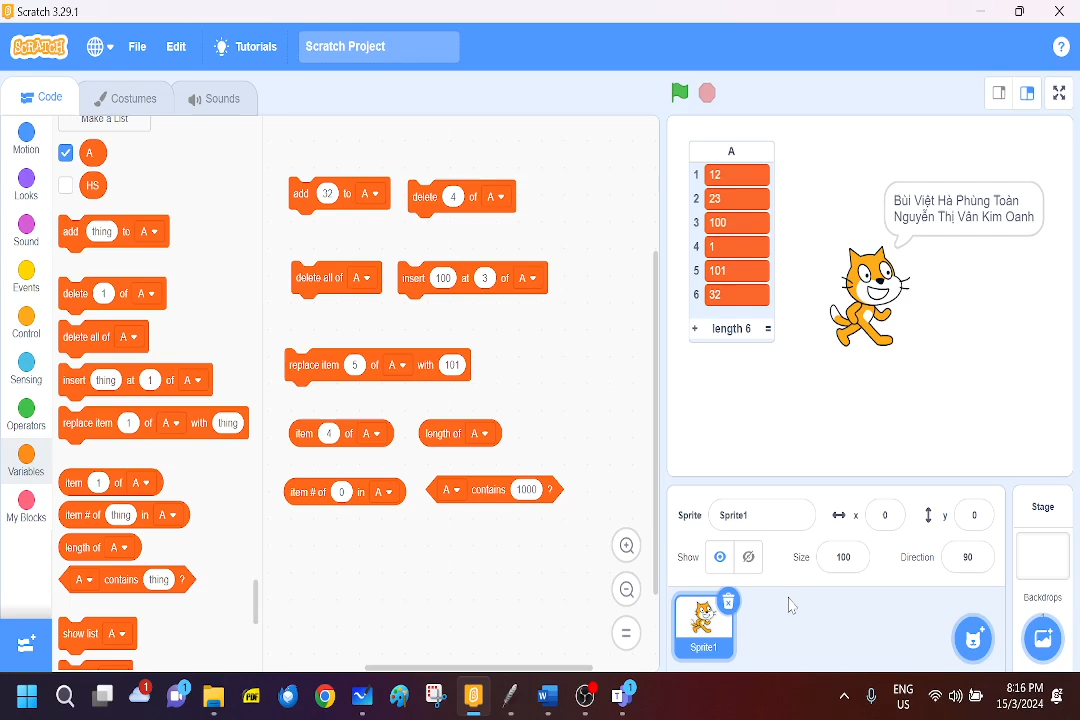 Scratch 3.29.1
SCRATCH File Edit Tutorials Scratch Project ?
Code Costumes Sounds
Motion
Looks
Sound
Events
Control
Sensing
Operators
Variables
My Blocks
Make a List
A
HS
add thing to A
delete 1 of A
delete all of A
insert thing at 1 of A
replace item 1 of A with thing
item 1 of A
item # of thing in A
length of A
A contains thing ?
show list A
add 32 to A
delete 4 of A
delete all of A
insert 100 at 3 of A
replace item 5 of A with 101
item 4 of A
length of A
item # of 0 in A
A contains 1000 ?
A
1 12
2 23
3 100
4 1
5 101
6 32
+ length 6 =
Bùi Việt Hà Phùng Toàn
Nguyễn Thị Vân Kim Oanh
Sprite Sprite1 x 0 y 0
Show Size 100 Direction 90
Sprite1
Stage
Backdrops
1
1
PDF
1
ENG
US
8:16 PM
15/3/2024